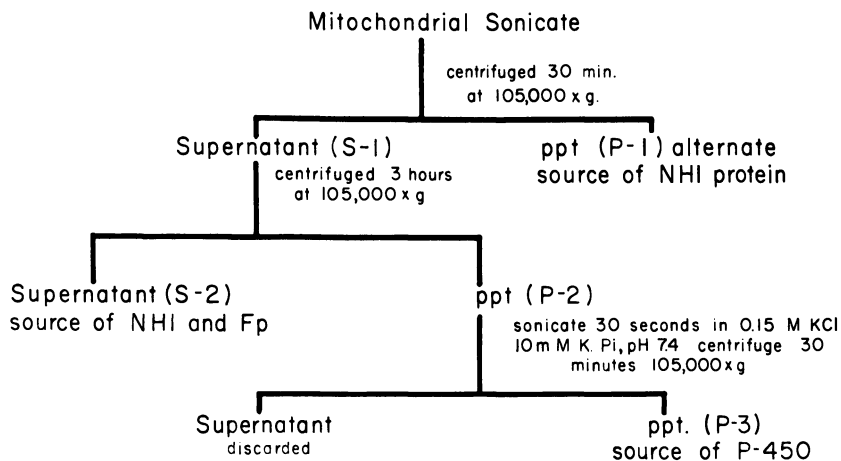 Mitochondrial Sonicate
centrifuged 30 min.
at 105,000 x g.
Supernatant (S-1)
centrifuged 3 hours
at 105,000 x g
ppt (P-1) alternate
source of NHI protein
Supernatant (S-2)
source of NHI and Fp
ppt (P-2)
sonicate 30 seconds in 0.15 M KCl
10 m M K. Pi, pH 7.4 centrifuge 30
minutes 105,000 x g
Supernatant
discarded
ppt. (P-3)
source of P-450